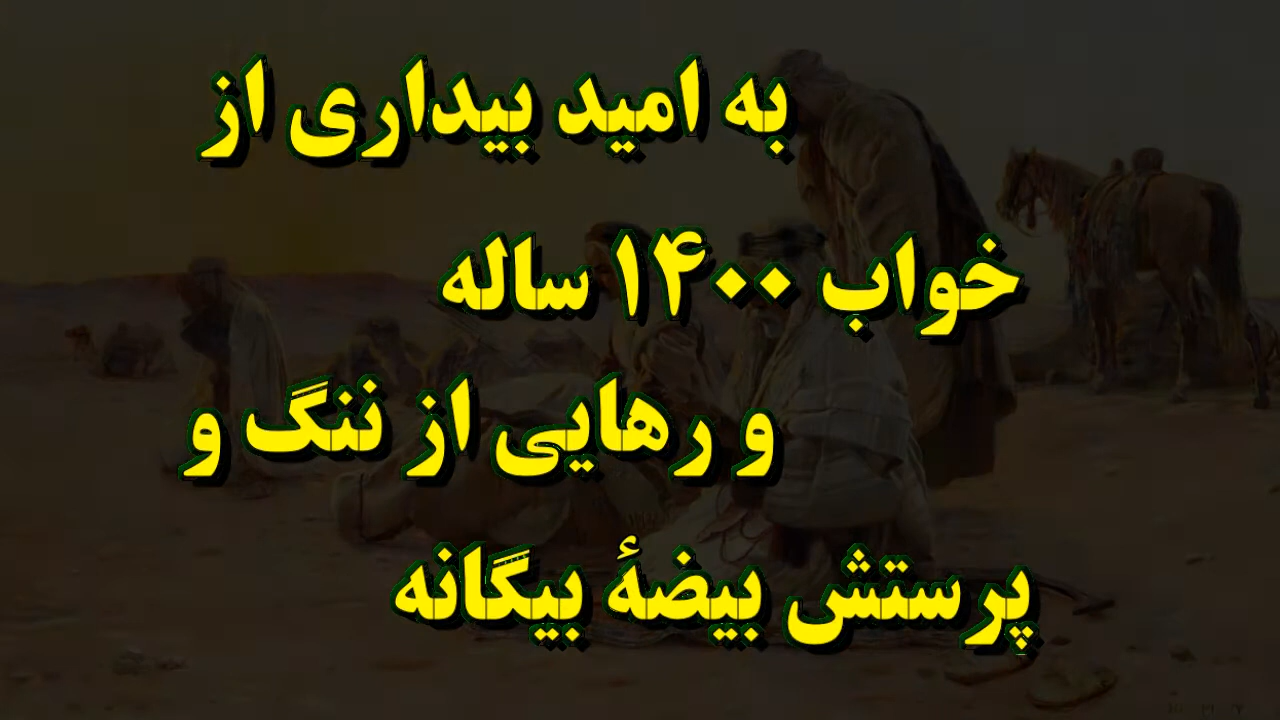 به امید بیداری از
خواب ۱۴۰۰ ساله
و رهایی از ننگ و
پرستش بیضهٔ بیگانه